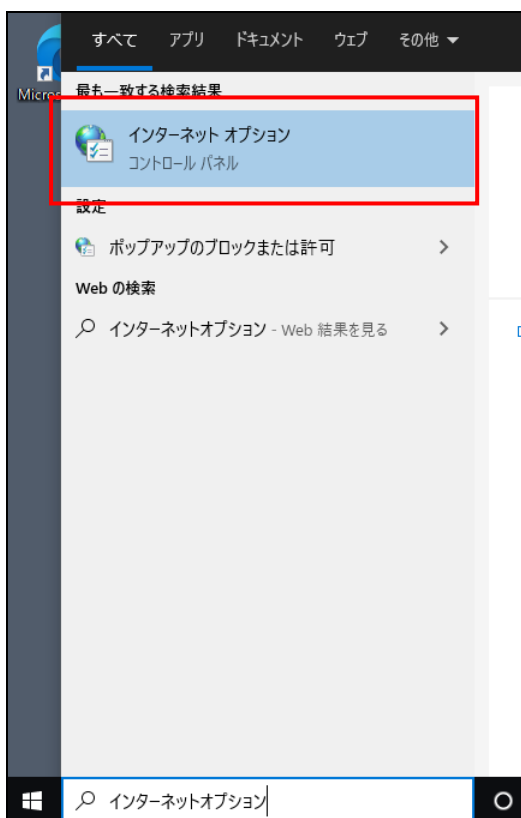 すべて アプリ ドキュメント ウェブ その他
Micro
最も一致する検索結果
インターネット オプション
コントロール パネル
設定
ポップアップのブロックまたは許可
Web の検索
インターネットオプション - Web 結果を見る
インターネットオプション